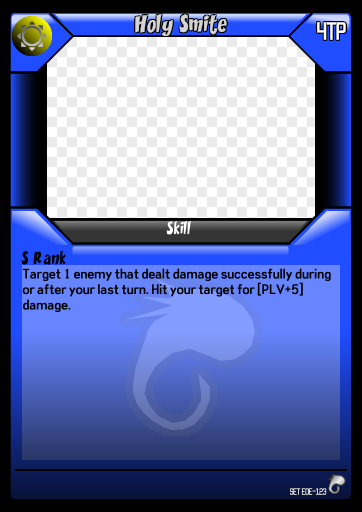 Holy Smite
4TP
Skill
S Rank
Target 1 enemy that dealt damage successfully during
or after your last turn. Hit your target for [PLV+5]
damage.
SET EOE-123